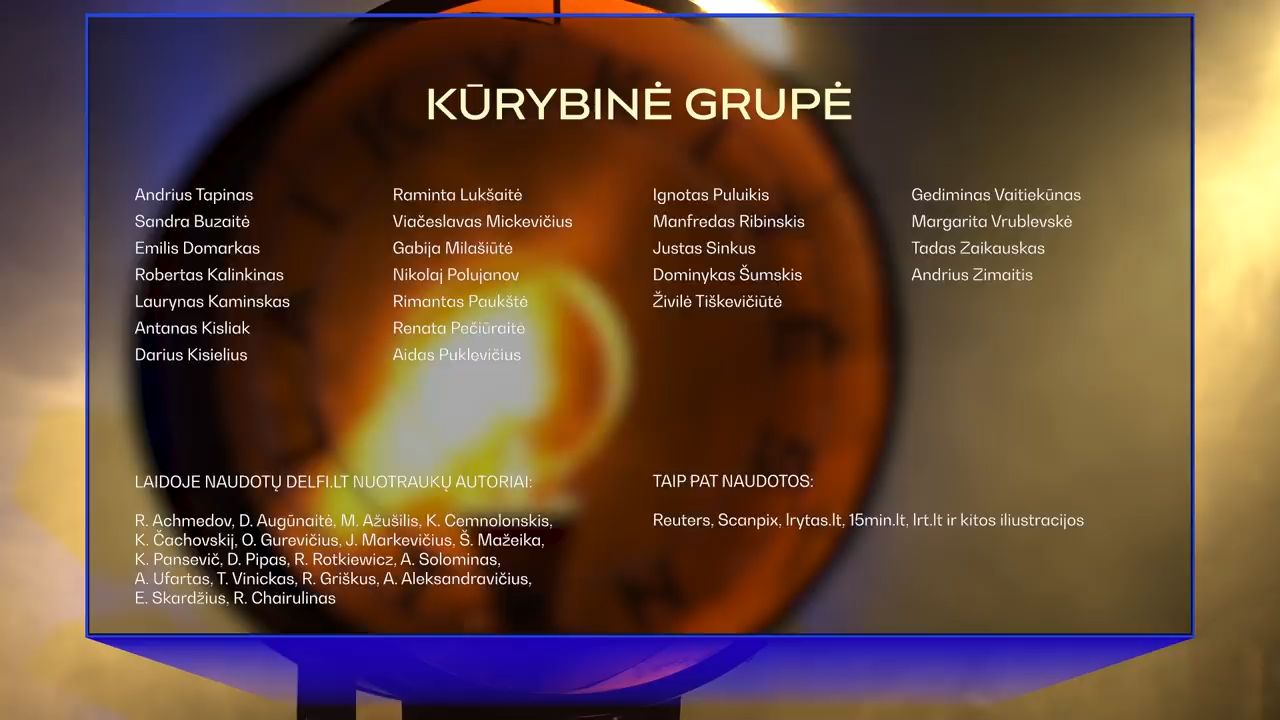 KŪRYBINĖ GRUPĖ
Andrius Tapinas
Sandra Buzaitė
Emilis Domarkas
Robertas Kalinkinas
Laurynas Kaminskas
Antanas Kisliak
Darius Kisielius
Raminta Lukšaitė
Viačeslavas Mickevičius
Gabija Milašiūtė
Nikolaj Polujanov
Rimantas Paukštė
Renata Pečiūraitė
Aidas Puklevičius
Ignotas Puluikis
Manfredas Ribinskis
Justas Sinkus
Dominykas Šumskis
Živilė Tiškevičiūtė
Gediminas Vaitiekūnas
Margarita Vrublevskė
Tadas Zaikauskas
Andrius Zimaitis
LAIDOJE NAUDOTŲ DELFI.LT NUOTRAUKŲ AUTORIAI:
R. Achmedov, D. Augūnaitė, M. Ažušilis, K. Cemnolonskis,
K. Čachovskij, O. Gurevičius, J. Markevičius, Š. Mažeika,
K. Pansevič, D. Pipas, R. Rotkiewicz, A. Solominas,
A. Ufartas, T. Vinickas, R. Griškus, A. Aleksandravičius,
E. Skardžius, R. Chairulinas
TAIP PAT NAUDOTOS:
Reuters, Scanpix, lrytas.lt, 15min.lt, lrt.lt ir kitos iliustracijos